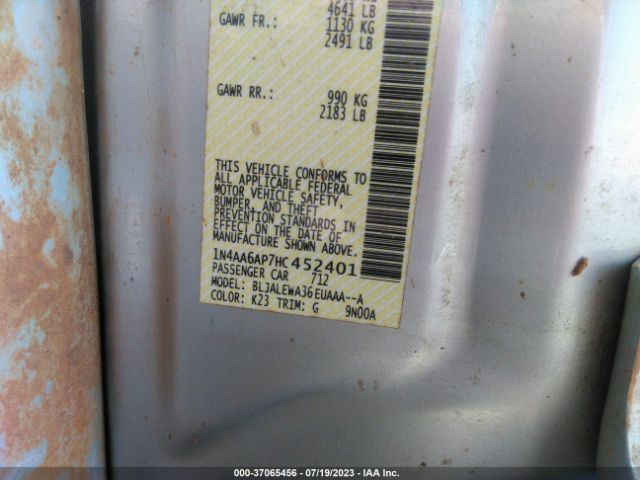 4641 LB
GAWR FR.: 1130 KG
2491 LB
GAWR RR.: 990 KG
2183 LB
THIS VEHICLE CONFORMS TO
ALL APPLICABLE FEDERAL
MOTOR VEHICLE SAFETY,
BUMPER, AND THEFT
PREVENTION STANDARDS IN
EFFECT ON THE DATE OF
MANUFACTURE SHOWN ABOVE.
1N4AA6AP7HC452401
PASSENGER CAR 712
MODEL: BL3ALEWA36EUAAA--A
COLOR: K23 TRIM: G 9N00A
000-37065456 - 07/19/2023 - IAA Inc.